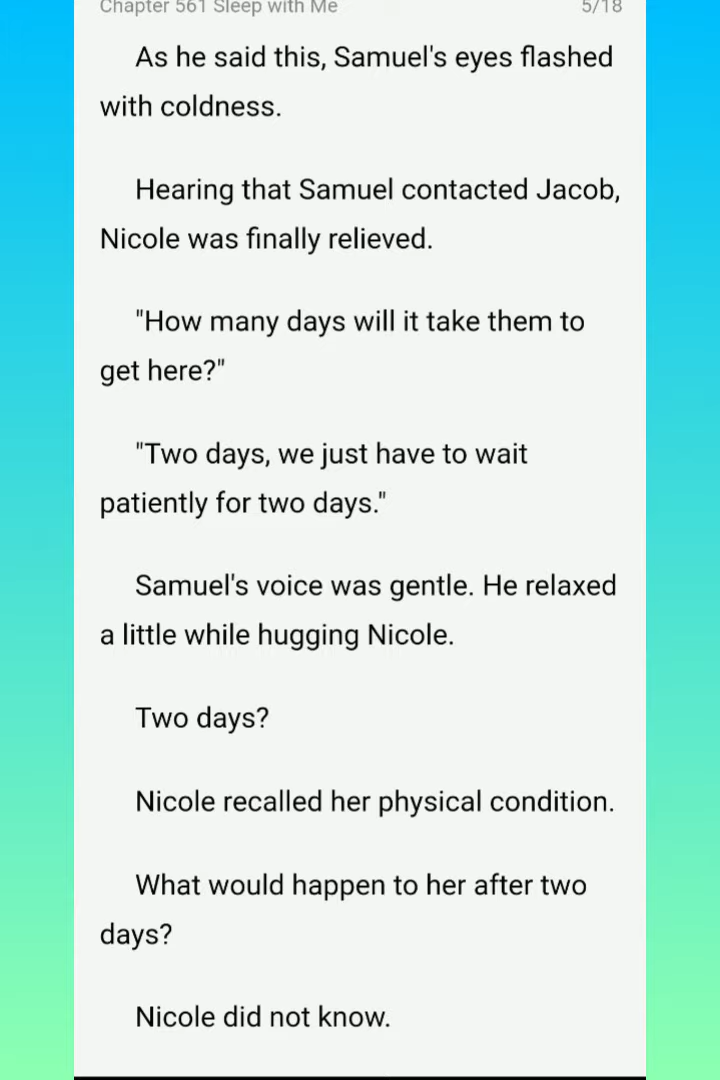 Chapter 561 Sleep with Me 5/18
As he said this, Samuel's eyes flashed
with coldness.
Hearing that Samuel contacted Jacob,
Nicole was finally relieved.
"How many days will it take them to
get here?"
"Two days, we just have to wait
patiently for two days."
Samuel's voice was gentle. He relaxed
a little while hugging Nicole.
Two days?
Nicole recalled her physical condition.
What would happen to her after two
days?
Nicole did not know.